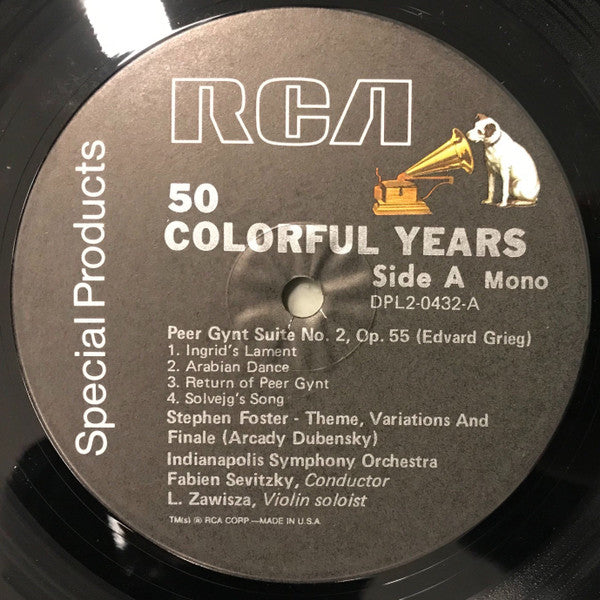 RCA
Special Products
50
COLORFUL YEARS
Side A Mono
DPL2-0432-A
Peer Gynt Suite No. 2, Op. 55 (Edvard Grieg)
1. Ingrid's Lament
2. Arabian Dance
3. Return of Peer Gynt
4. Solvejg's Song
Stephen Foster - Theme, Variations And
Finale (Arcady Dubensky)
Indianapolis Symphony Orchestra
Fabien Sevitzky, Conductor
L. Zawisza, Violin soloist
TM(s) ® RCA CORP.—MADE IN U.S.A.